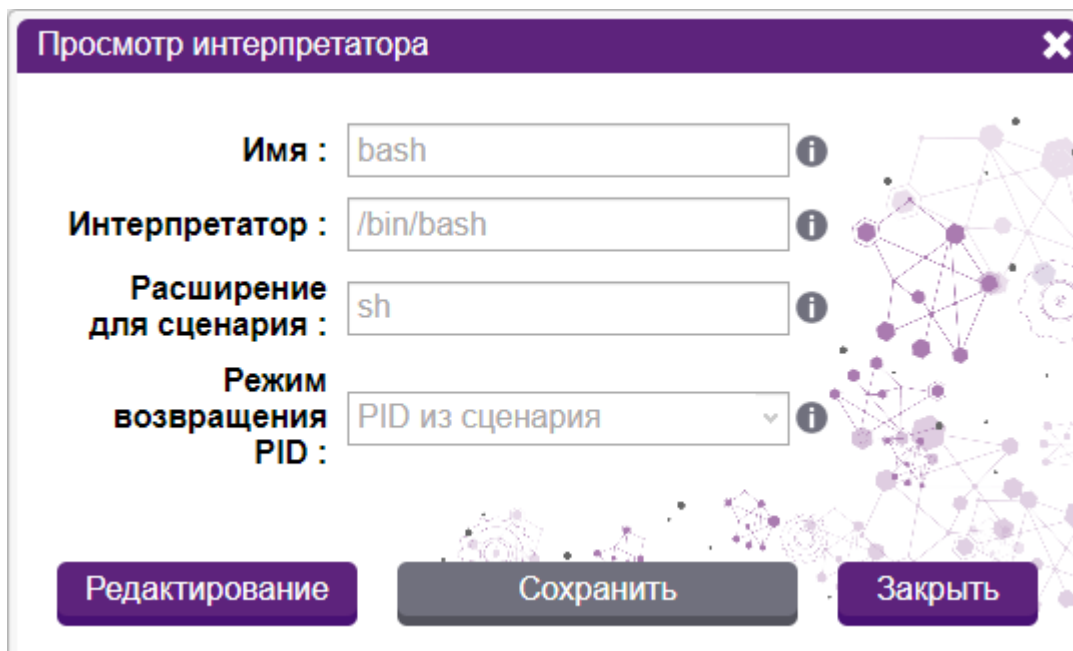 Просмотр интерпретатора
Имя : bash
Интерпретатор : /bin/bash
Расширение
для сценария : sh
Режим
возвращения PID из сценария
PID :
Редактирование Сохранить Закрыть